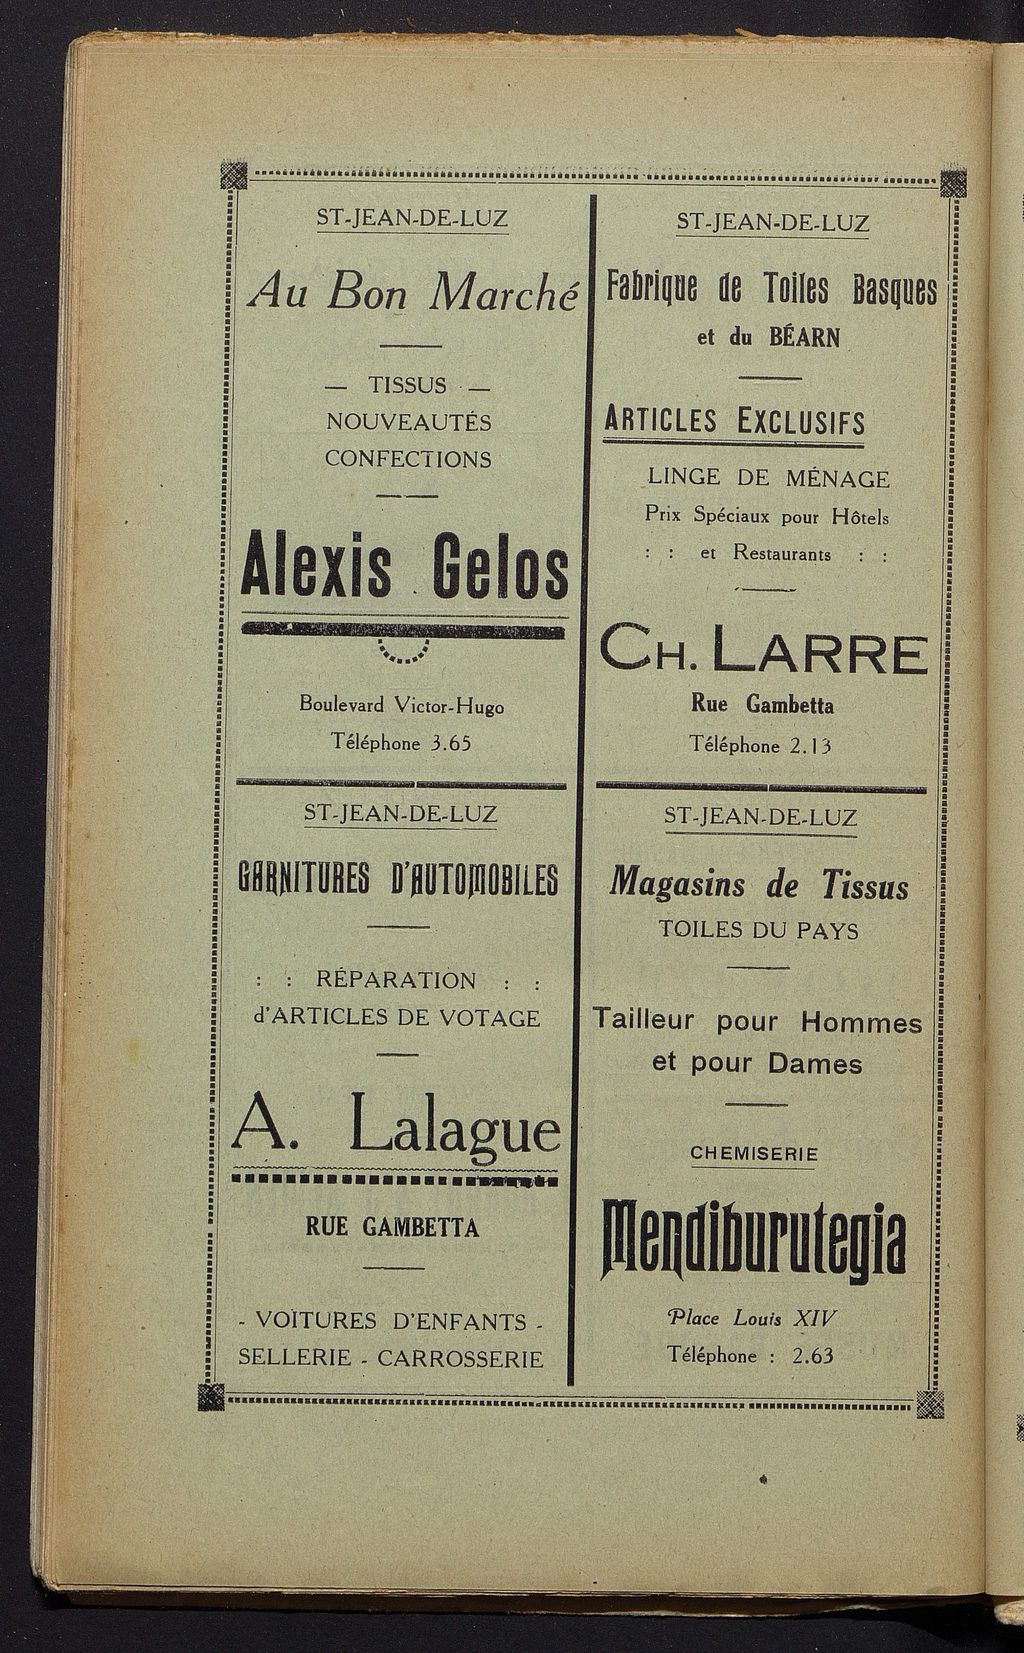 ST-JEAN-DE-LUZ
Au Bon Marché
— TISSUS —
NOUVEAUTÉS
CONFECTIONS
Alexis Gelos
Boulevard Victor-Hugo
Téléphone 3.65
ST-JEAN-DE-LUZ
GARNITURES D'AUTOMOBILES
: : RÉPARATION : :
d'ARTICLES DE VOTAGE
A. Lalague
RUE GAMBETTA
- VOITURES D'ENFANTS -
SELLERIE - CARROSSERIE
ST-JEAN-DE-LUZ
Fabrique de Toiles Basques
et du BÉARN
ARTICLES EXCLUSIFS
LINGE DE MÉNAGE
Prix Spéciaux pour Hôtels
: : et Restaurants : :
CH. LARRE
Rue Gambetta
Téléphone 2.13
ST-JEAN-DE-LUZ
Magasins de Tissus
TOILES DU PAYS
Tailleur pour Hommes
et pour Dames
CHEMISERIE
Mendiburutegia
Place Louis XIV
Téléphone : 2.63